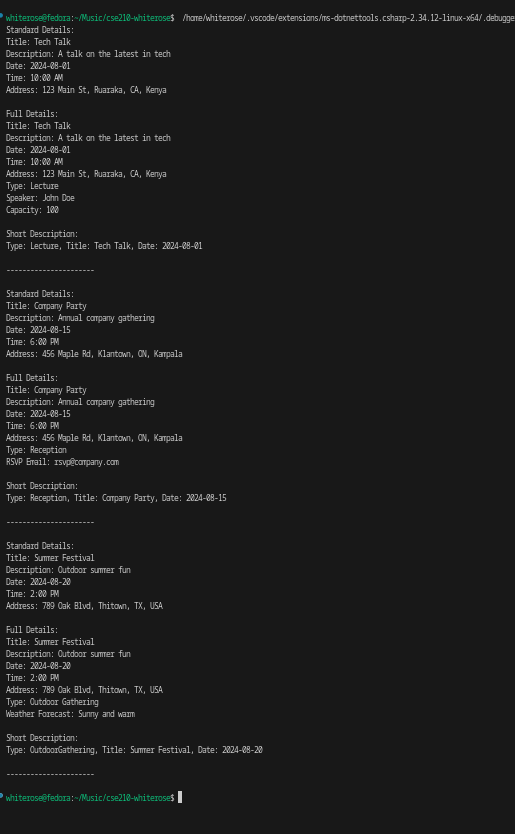 whiterose@fedora:~/Music/cse210-whiterose$ /home/whiterose/.vscode/extensions/ms-dotnettools.csharp-2.34.12-linux-x64/.debugge
Standard Details:
Title: Tech Talk
Description: A talk on the latest in tech
Date: 2024-08-01
Time: 10:00 AM
Address: 123 Main St, Ruaraka, CA, Kenya
Full Details:
Title: Tech Talk
Description: A talk on the latest in tech
Date: 2024-08-01
Time: 10:00 AM
Address: 123 Main St, Ruaraka, CA, Kenya
Type: Lecture
Speaker: John Doe
Capacity: 100
Short Description:
Type: Lecture, Title: Tech Talk, Date: 2024-08-01
----------------------
Standard Details:
Title: Company Party
Description: Annual company gathering
Date: 2024-08-15
Time: 6:00 PM
Address: 456 Maple Rd, Klantown, ON, Kampala
Full Details:
Title: Company Party
Description: Annual company gathering
Date: 2024-08-15
Time: 6:00 PM
Address: 456 Maple Rd, Klantown, ON, Kampala
Type: Reception
RSVP Email: rsvp@company.com
Short Description:
Type: Reception, Title: Company Party, Date: 2024-08-15
----------------------
Standard Details:
Title: Summer Festival
Description: Outdoor summer fun
Date: 2024-08-20
Time: 2:00 PM
Address: 789 Oak Blvd, Thitown, TX, USA
Full Details:
Title: Summer Festival
Description: Outdoor summer fun
Date: 2024-08-20
Time: 2:00 PM
Address: 789 Oak Blvd, Thitown, TX, USA
Type: Outdoor Gathering
Weather Forecast: Sunny and warm
Short Description:
Type: OutdoorGathering, Title: Summer Festival, Date: 2024-08-20
----------------------
whiterose@fedora:~/Music/cse210-whiterose$